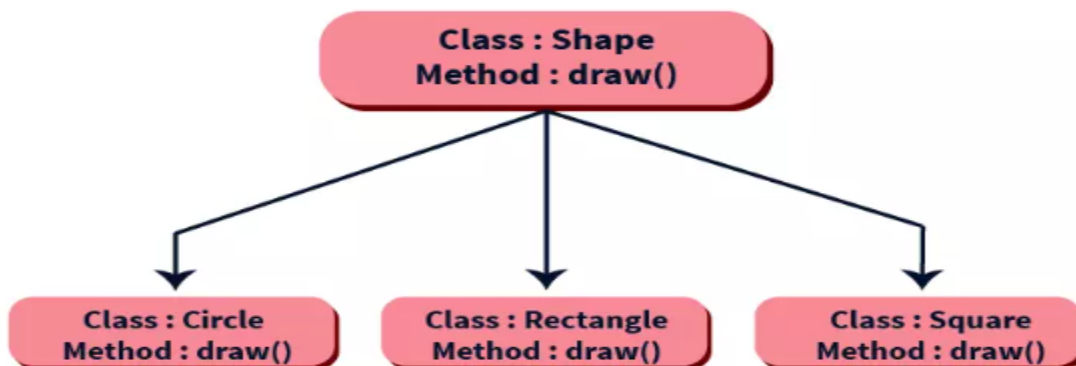 Class : Shape
Method : draw()
Class : Circle
Method : draw()
Class : Rectangle
Method : draw()
Class : Square
Method : draw()